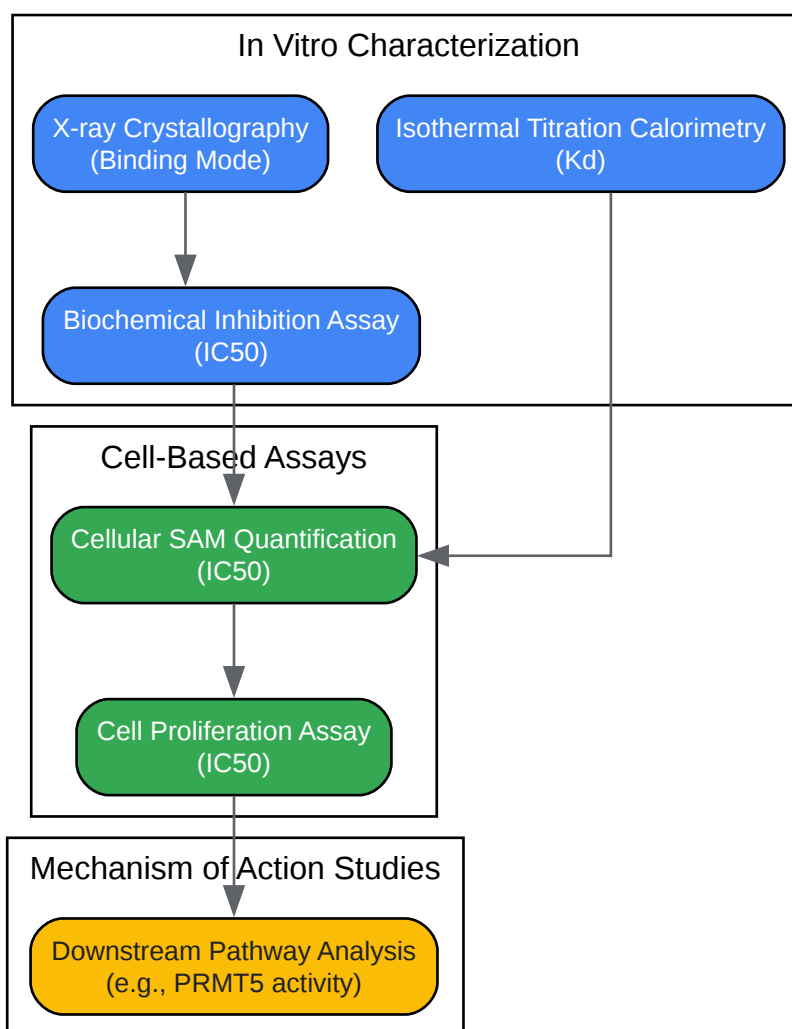 In Vitro Characterization
X-ray Crystallography
(Binding Mode)
Isothermal Titration Calorimetry
(Kd)
Biochemical Inhibition Assay
(IC50)
Cell-Based Assays
Cellular SAM Quantification
(IC50)
Cell Proliferation Assay
(IC50)
Mechanism of Action Studies
Downstream Pathway Analysis
(e.g., PRMT5 activity)